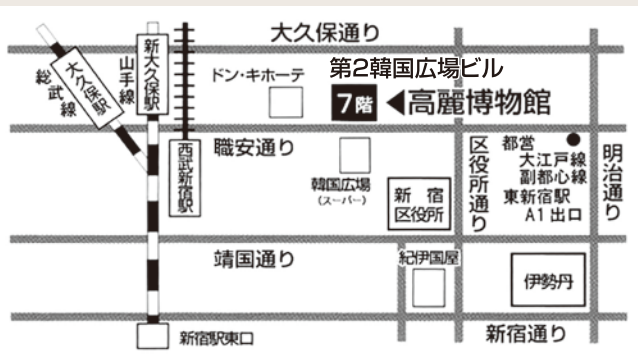 大久保通り
新大久保駅
山手線
大久保駅
総武線
ドン・キホーテ
第2韓国広場ビル
7階
◀高麗博物館
西武新宿駅
職安通り
韓国広場
(スーパー)
新宿
区役所
区役所通り
都営
大江戸線
副都心線
東新宿駅
A1出口
明治通り
靖国通り
紀伊国屋
伊勢丹
新宿駅東口
新宿通り